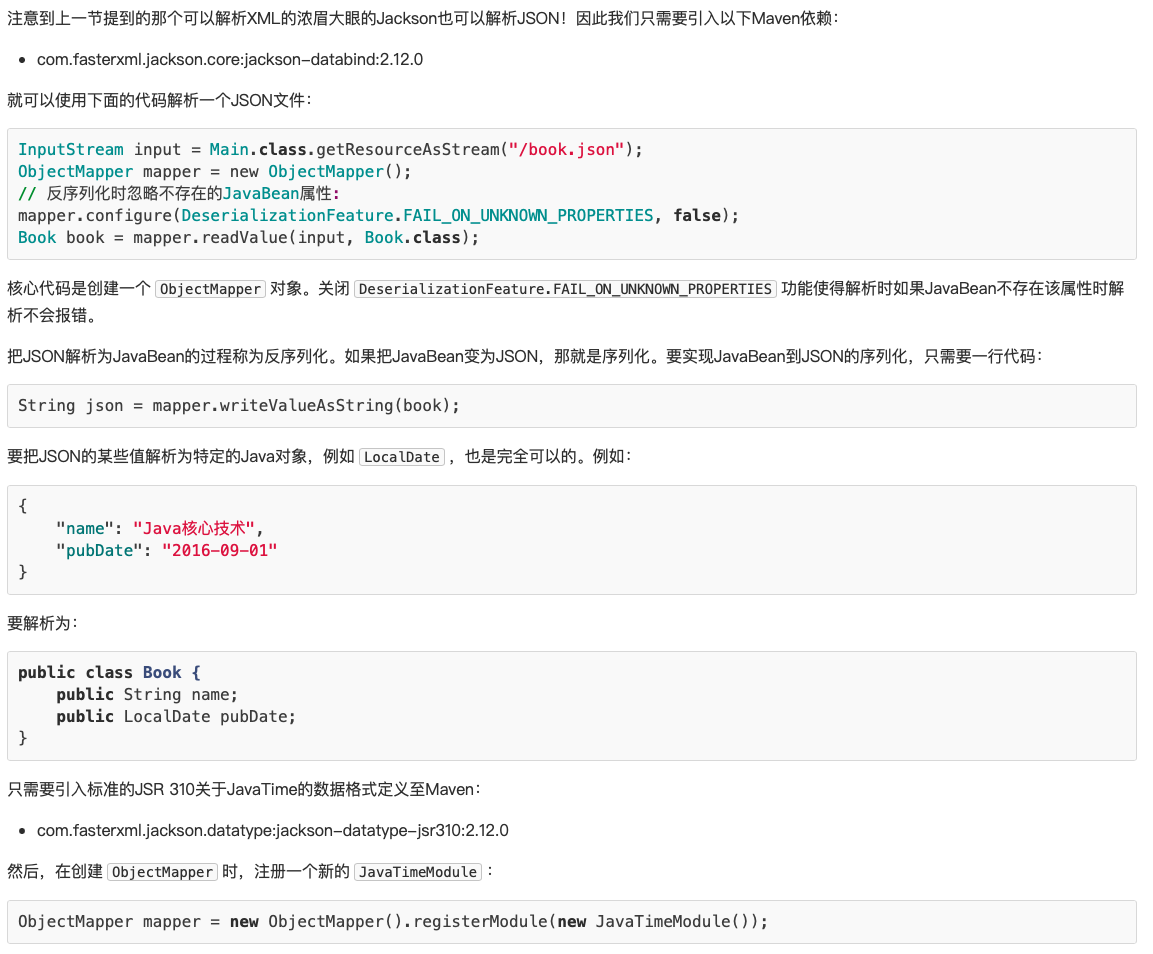 注意到上一节提到的那个可以解析XML的浓眉大眼的Jackson也可以解析JSON！因此我们只需要引入以下Maven依赖：
• com.fasterxml.jackson.core:jackson-databind:2.12.0
就可以使用下面的代码解析一个JSON文件：
InputStream input = Main.class.getResourceAsStream("/book.json");
ObjectMapper mapper = new ObjectMapper();
// 反序列化时忽略不存在的JavaBean属性:
mapper.configure(DeserializationFeature.FAIL_ON_UNKNOWN_PROPERTIES, false);
Book book = mapper.readValue(input, Book.class);
核心代码是创建一个 ObjectMapper 对象。关闭 DeserializationFeature.FAIL_ON_UNKNOWN_PROPERTIES 功能使得解析时如果JavaBean不存在该属性时解
析不会报错。
把JSON解析为JavaBean的过程称为反序列化。如果把JavaBean变为JSON，那就是序列化。要实现JavaBean到JSON的序列化，只需要一行代码：
String json = mapper.writeValueAsString(book);
要把JSON的某些值解析为特定的Java对象，例如 LocalDate ，也是完全可以的。例如：
{
    "name": "Java核心技术",
    "pubDate": "2016-09-01"
}
要解析为：
public class Book {
    public String name;
    public LocalDate pubDate;
}
只需要引入标准的JSR 310关于JavaTime的数据格式定义至Maven：
• com.fasterxml.jackson.datatype:jackson-datatype-jsr310:2.12.0
然后，在创建 ObjectMapper 时，注册一个新的 JavaTimeModule ：
ObjectMapper mapper = new ObjectMapper().registerModule(new JavaTimeModule());